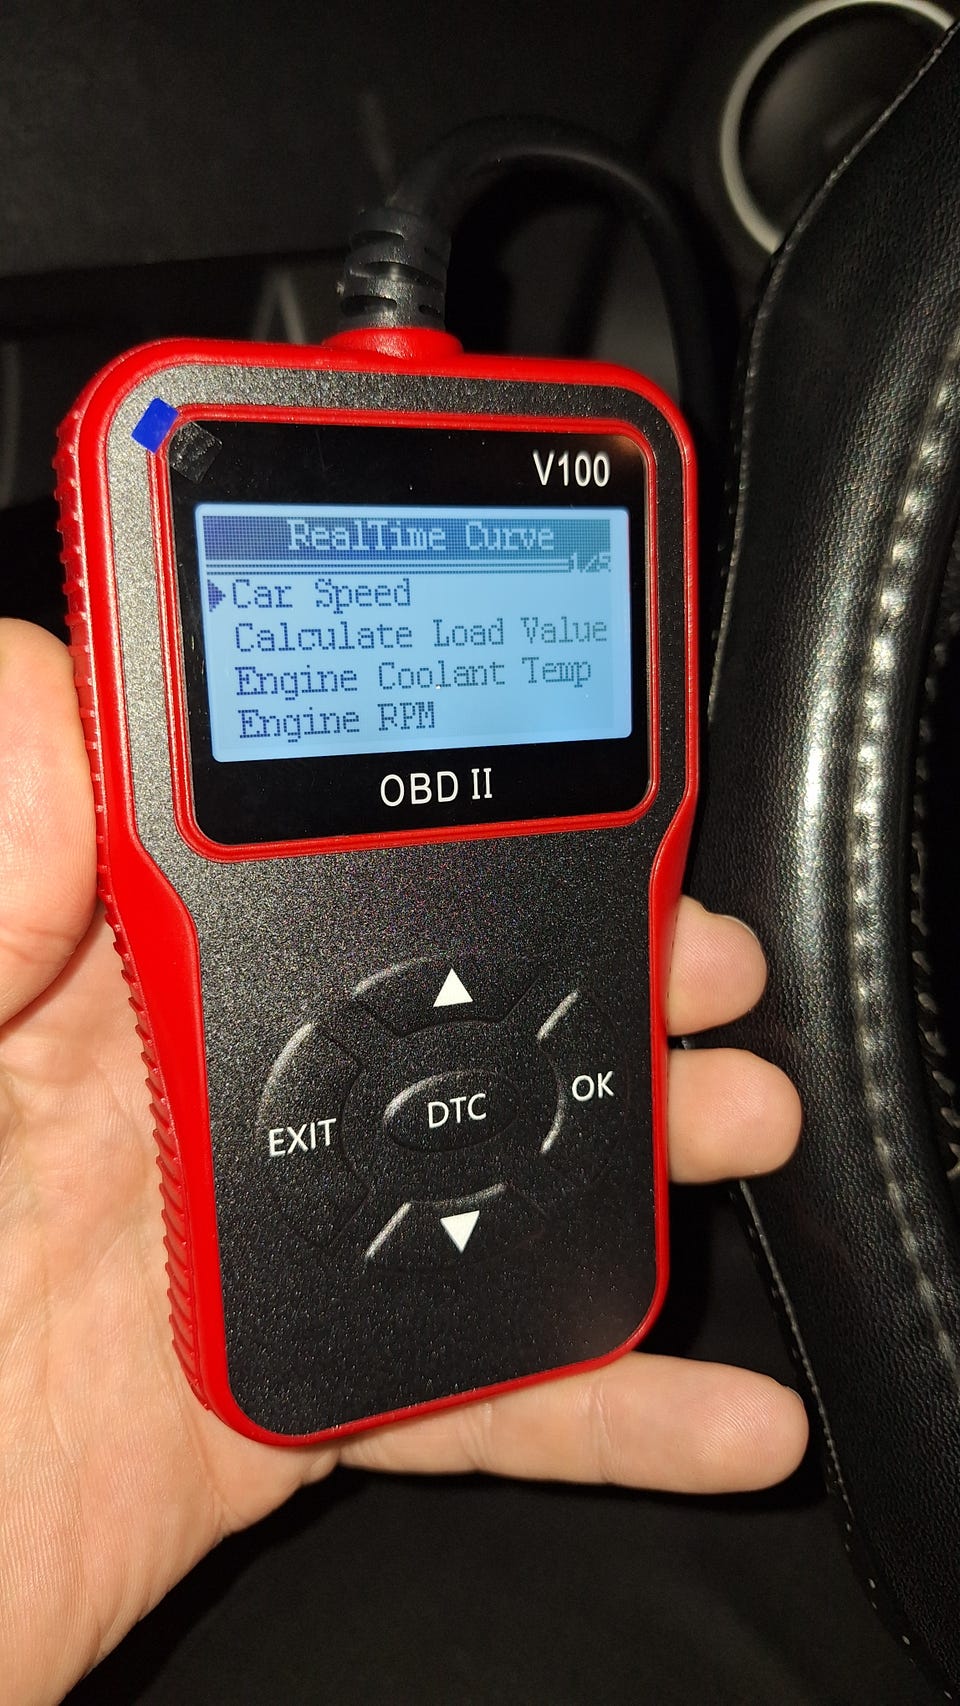 V100
RealTime Curve
Car Speed
Calculate Load Value
Engine Coolant Temp
Engine RPM
OBD II
EXIT
DTC
OK